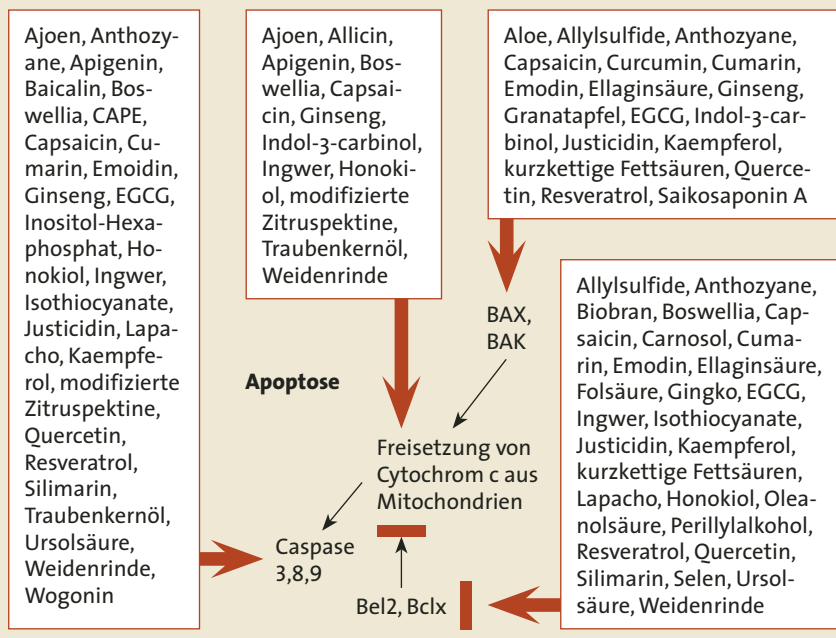 Ajoen, Anthozy-
ane, Apigenin,
Baicalin, Bos-
wellia, CAPE,
Capsaicin, Cu-
marin, Emoidin,
Ginseng, EGCG,
Inositol-Hexa-
phosphat, Ho-
nokiol, Ingwer,
Isothiocyanate,
Justicidin, Lapa-
cho, Kaempfe-
rol, modifizierte
Zitruspektine,
Quercetin,
Resveratrol,
Silimarin,
Traubenkernöl,
Ursolsäure,
Weidenrinde,
Wogonin
Ajoen, Allicin,
Apigenin, Bos-
wellia, Capsai-
cin, Ginseng,
Indol-3-carbinol,
Ingwer, Honoki-
ol, modifizierte
Zitruspektine,
Traubenkernöl,
Weidenrinde
Aloe, Allylsulfide, Anthozyane,
Capsaicin, Curcumin, Cumarin,
Emodin, Ellaginsäure, Ginseng,
Granatapfel, EGCG, Indol-3-car-
binol, Justicidin, Kaempferol,
kurzkettige Fettsäuren, Querce-
tin, Resveratrol, Saikosaponin A
Allylsulfide, Anthozyane,
Biobran, Boswellia, Cap-
saicin, Carnosol, Cuma-
rin, Emodin, Ellaginsäure,
Folsäure, Gingko, EGCG,
Ingwer, Isothiocyanate,
Justicidin, Kaempferol,
kurzkettige Fettsäuren,
Lapacho, Honokiol, Olea-
nolsäure, Perillylalkohol,
Resveratrol, Quercetin,
Silimarin, Selen, Ursol-
säure, Weidenrinde
BAX,
BAK
Apoptose
Freisetzung von
Cytochrom c aus
Mitochondrien
Caspase
3,8,9
Bel2, Bclx